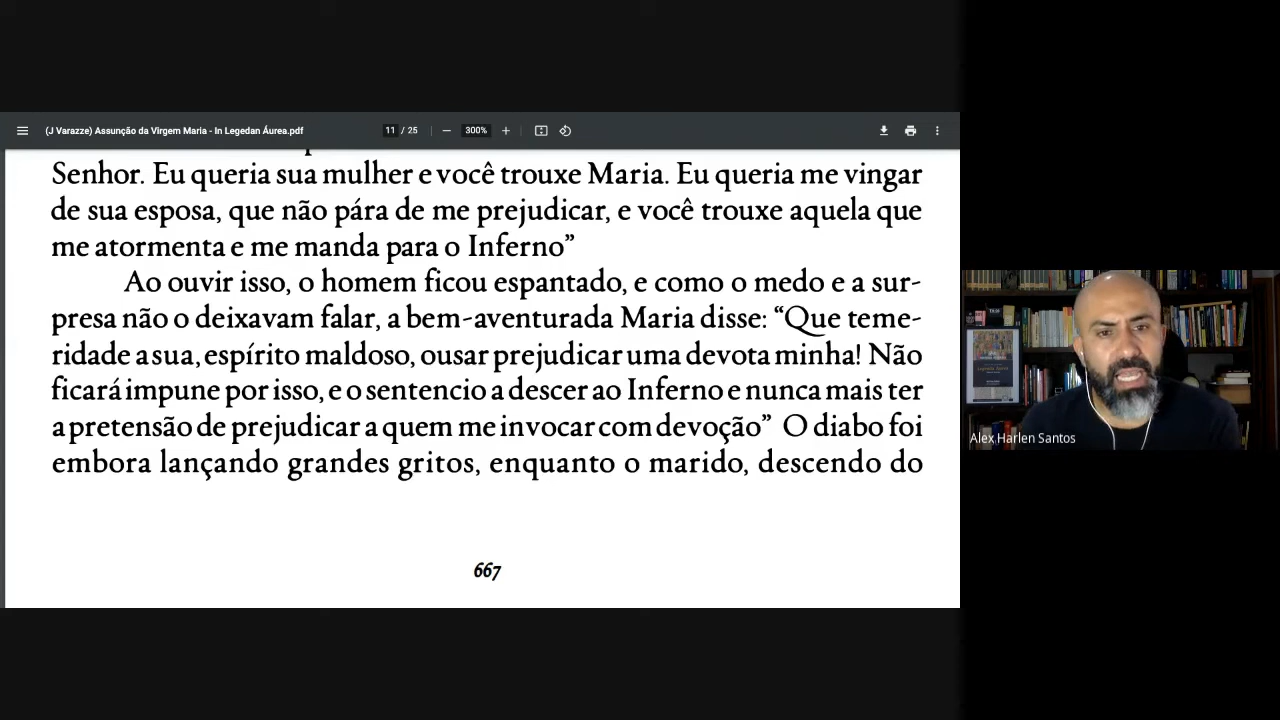 (J Varazze) Assunção da Virgem Maria - In Legedan Áurea.pdf
11 / 25
300%
Senhor. Eu queria sua mulher e você trouxe Maria. Eu queria me vingar
de sua esposa, que não pára de me prejudicar, e você trouxe aquela que
me atormenta e me manda para o Inferno”
Ao ouvir isso, o homem ficou espantado, e como o medo e a sur-
presa não o deixavam falar, a bem-aventurada Maria disse: “Que teme-
ridade a sua, espírito maldoso, ousar prejudicar uma devota minha! Não
ficará impune por isso, e o sentencio a descer ao Inferno e nunca mais ter
a pretensão de prejudicar a quem me invocar com devoção” O diabo foi
embora lançando grandes gritos, enquanto o marido, descendo do
667
Alex Harlen Santos